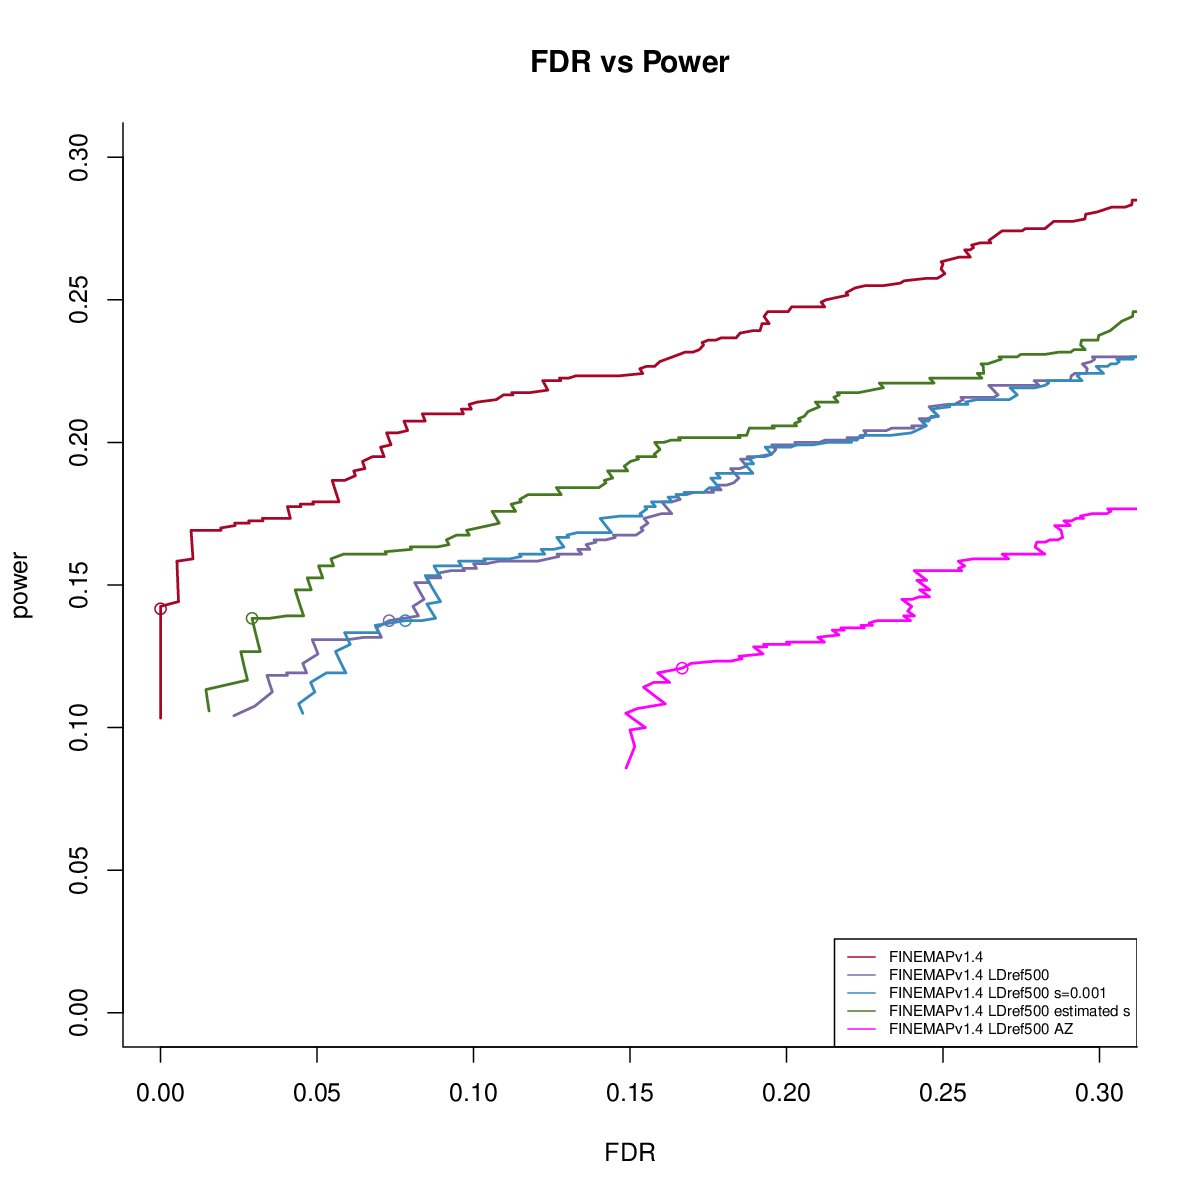 FDR vs Power
power
0.30
0.25
0.20
0.15
0.10
0.05
0.00
FINEMAPv1.4
FINEMAPv1.4 LDref500
FINEMAPv1.4 LDref500 s=0.001
FINEMAPv1.4 LDref500 estimated s
FINEMAPv1.4 LDref500 AZ
0.00 0.05 0.10 0.15 0.20 0.25 0.30
FDR